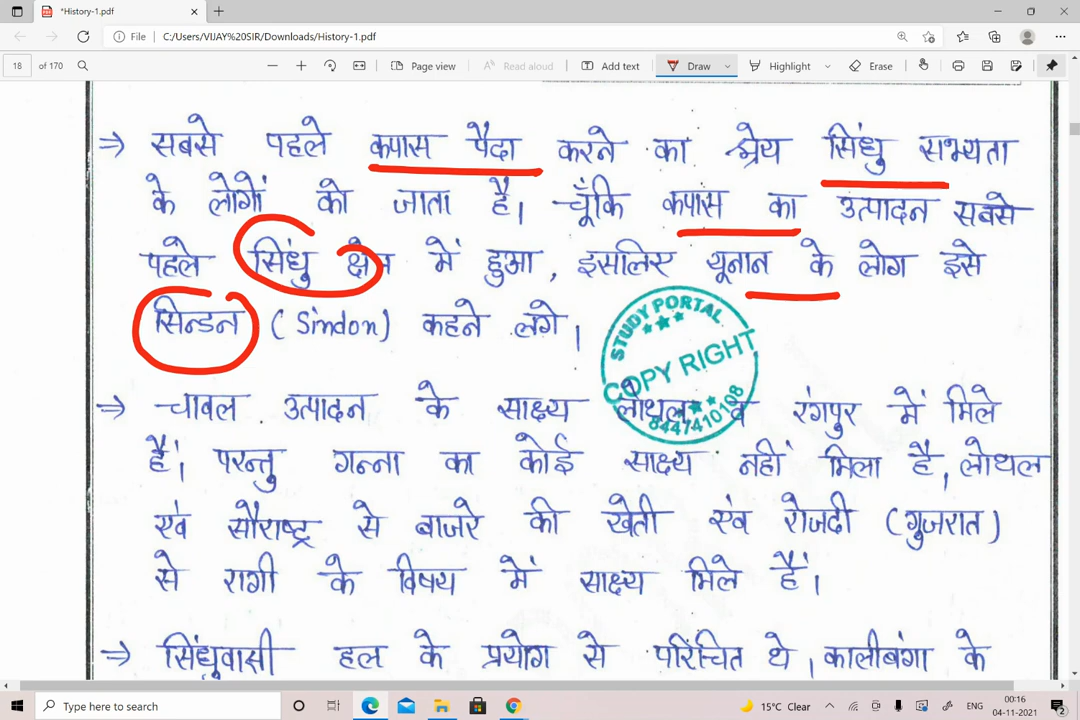 *History-1.pdf
File C:/Users/VIJAY%20SIR/Downloads/History-1.pdf
18 of 170 Page view Read aloud Add text Draw Highlight Erase
⇒ सबसे पहले कपास पैदा करने का श्रेय सिंधु सभ्यता
के लोगों को जाता है। चूँकि कपास का उत्पादन सबसे
पहले सिंधु क्षेत्र में हुआ, इसलिए यूनान के लोग इसे
सिन्डन (Sindon) कहने लगे।
STUDY PORTAL
COPY RIGHT
8447410108
⇒ चावल उत्पादन के साक्ष्य लोथल व रंगपुर में मिले
है। परन्तु गन्ना का कोई साक्ष्य नहीं मिला है, लोथल
एंव सौराष्ट्र से बाजरे की खेती एंव रोजदी (गुजरात)
से रागी के विषय में साक्ष्य मिले हैं।
⇒ सिंधुवासी हल के प्रयोग से परिंचित थे, कालीबंगा के
Type here to search 15°C Clear ENG 00:16
04-11-2021
2